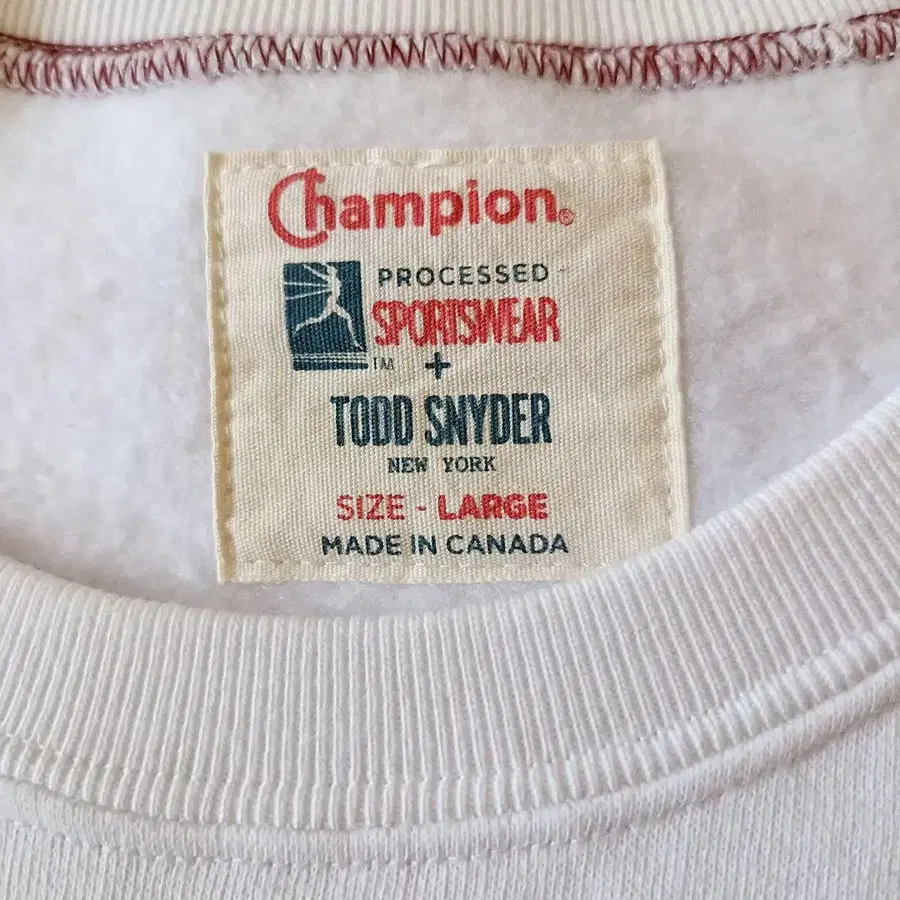 Champion®
PROCESSED
SPORTSWEAR
TM +
TODD SNYDER
NEW YORK
SIZE - LARGE
MADE IN CANADA